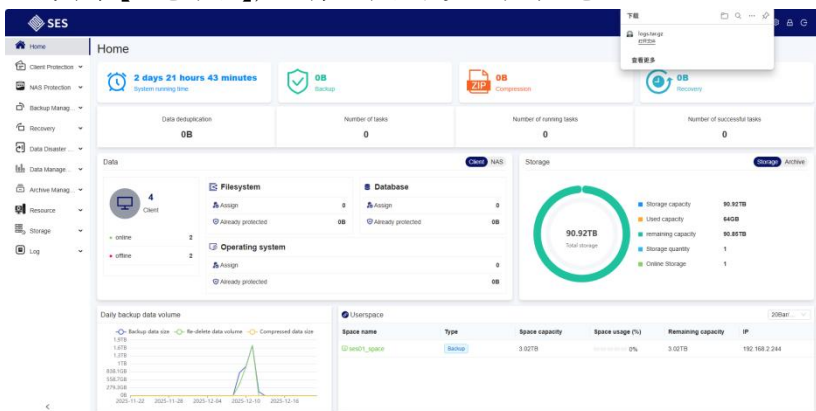 SES
下载
logs.tar.gz
打开文件
查看更多
Home
Client Protection
NAS Protection
Backup Manag...
Recovery
Data Disaster ...
Data Manage...
Archive Manag...
Resource
Storage
Log
Home
2 days 21 hours 43 minutes
System running time
0B
Backup
ZIP
0B
Compression
0B
Recovery
Data deduplication
0B
Number of tasks
0
Number of running tasks
0
Number of successful tasks
0
Data
Client NAS
4
Client
online 2
offline 2
Filesystem
Assign 0
Already protected 0B
Database
Assign 0
Already protected 0B
Operating system
Assign 0
Already protected 0B
Storage
Storage Archive
90.92TB
Total storage
Storage capacity 90.92TB
Used capacity 64GB
remaining capacity 90.86TB
Storage quantity 1
Online Storage 1
Daily backup data volume
Backup data size Re-delete data volume Compressed data size
1.9TB
1.6TB
1.3TB
1TB
838.1GB
558.7GB
279.3GB
0B
2025-11-22 2025-11-28 2025-12-04 2025-12-10 2025-12-16
Userspace
Space name Type Space capacity Space usage (%) Remaining capacity IP
ses01_space Backup 3.02TB 0% 3.02TB 192.168.2.244